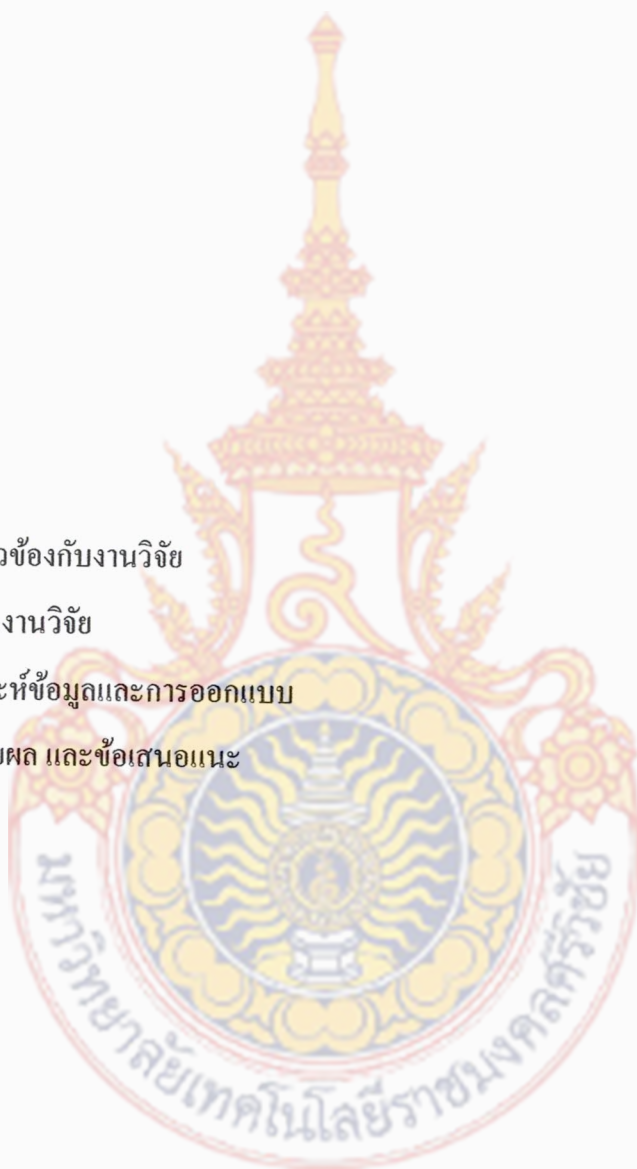 วข้องกับงานวิจัย
งานวิจัย
ะห์ข้อมูลและการออกแบบ
ยผล และข้อเสนอแนะ
มหาวิทยาลัยเทคโนโลยีราชมงคลศรีวิชัย